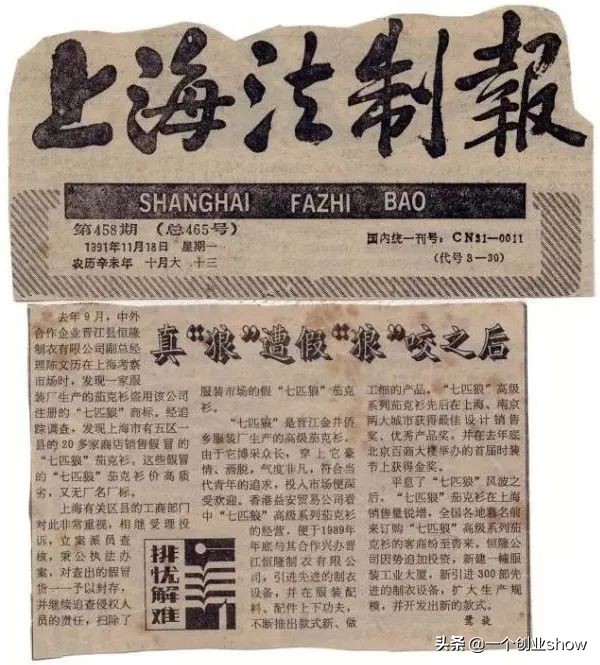 上海法制報
SHANGHAI FAZHI BAO
第458期 (总465号)
1991年11月18日 星期一
农历辛未年 十月大 十三
国内统一刊号:CN31—0011
(代号3—30)
真“狼”遭假“狼”咬之后
去年9月,中外
合作企业晋江县恒隆
制衣有限公司副总经
理陈文历在上海考察
市场时,发现一家服
装厂生产的茄克衫盗用该公司
注册的“七匹狼”商标。经追
踪调查,发现上海市有五区一
县的20多家商店销售假冒的
“七匹狼”茄克衫。这些假冒
的“七匹狼”茄克衫价高质
劣,又无厂名厂标。
上海有关区县的工商部门
对此非常重视,相继受理投
诉,立案派员查
核,秉公执法办
案,对查出的假冒
货一一予以封存,
并继续追查侵权人
员的责任,扫除了
排忧解难
服装市场的假“七匹狼”茄克
衫。
“七匹狼”是晋江金井侨
乡服装厂生产的高级茄克衫。
由于它博采众长,穿上它豪
情、洒脱,气度非凡,符合当
代青年的追求,投入市场便深
受欢迎。香港益安贸易公司看
中“七匹狼”高级系列茄克衫
的经营,便于1989年
年底与其合作兴办晋
江恒隆制衣有限公
司,引进先进的制衣
设备,并在服装配
料、配件上下功夫,
不断推出款式新、做
工细的产品。“七匹狼”高级
系列茄克衫先后在上海、南京
两大城市获得最佳设计销售
奖、优秀产品奖,并在去年底
北京百商大楼举办的首届时装
节上获得金奖。
平息了“七匹狼”风波之
后,“七匹狼”茄克衫在上海
销售量锐增,全国各地慕名前
来订购“七匹狼”高级系列茄
克衫的客商纷至沓来。恒隆公
司因势追加投资,新建一幢服
装工业大厦,新引进300部先
进的制衣设备,扩大生产规
模,并开发出新的款式。
头条 @一个创业show